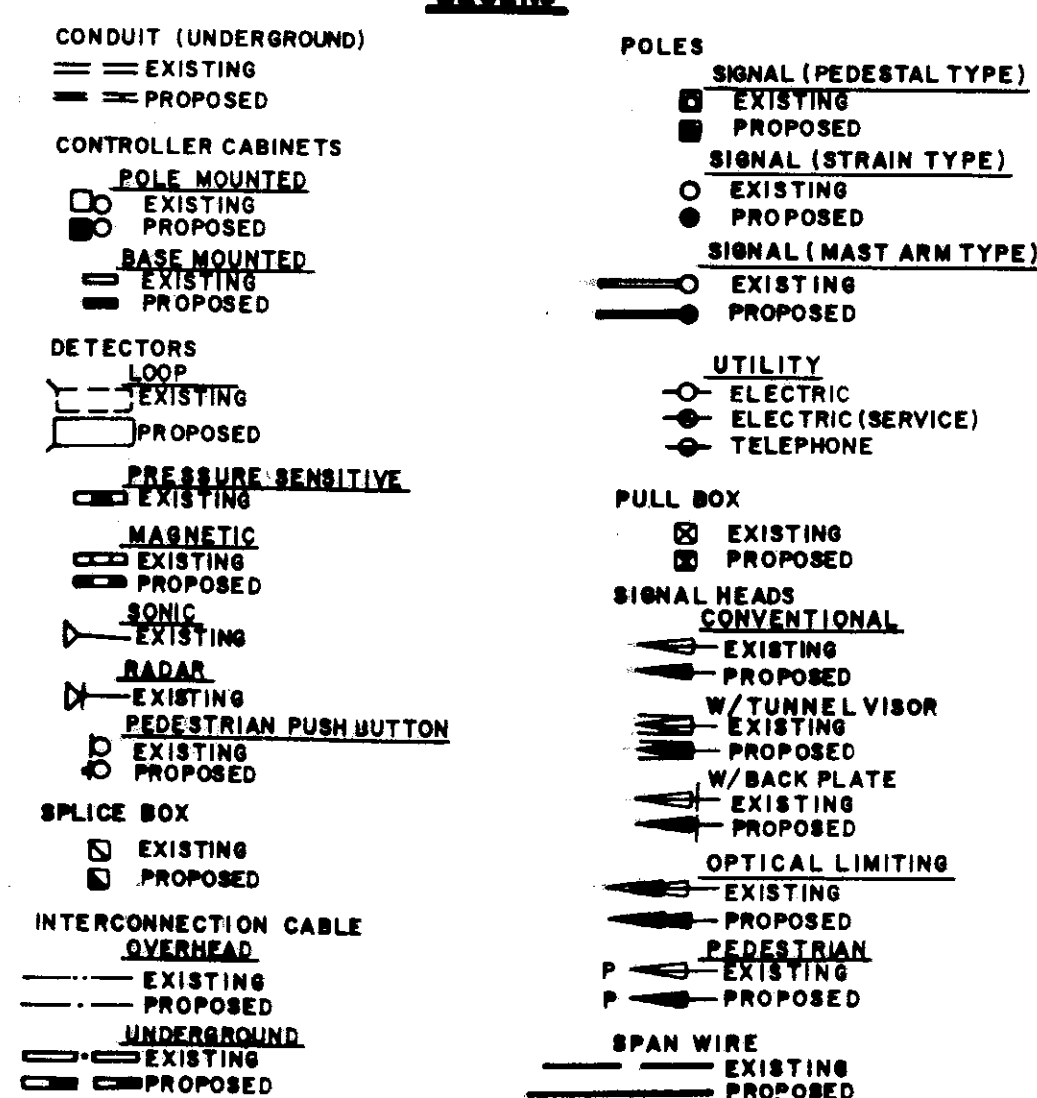 CONDUIT (UNDERGROUND)
EXISTING
PROPOSED
CONTROLLER CABINETS
POLE MOUNTED
EXISTING
PROPOSED
BASE MOUNTED
EXISTING
PROPOSED
DETECTORS
LOOP
EXISTING
PROPOSED
PRESSURE SENSITIVE
EXISTING
MAGNETIC
EXISTING
PROPOSED
SONIC
EXISTING
RADAR
EXISTING
PEDESTRIAN PUSH BUTTON
EXISTING
PROPOSED
SPLICE BOX
EXISTING
PROPOSED
INTERCONNECTION CABLE
OVERHEAD
EXISTING
PROPOSED
UNDERGROUND
EXISTING
PROPOSED
POLES
SIGNAL (PEDESTAL TYPE)
EXISTING
PROPOSED
SIGNAL (STRAIN TYPE)
EXISTING
PROPOSED
SIGNAL (MAST ARM TYPE)
EXISTING
PROPOSED
UTILITY
ELECTRIC
ELECTRIC (SERVICE)
TELEPHONE
PULL BOX
EXISTING
PROPOSED
SIGNAL HEADS
CONVENTIONAL
EXISTING
PROPOSED
W/TUNNEL VISOR
EXISTING
PROPOSED
W/BACK PLATE
EXISTING
PROPOSED
OPTICAL LIMITING
EXISTING
PROPOSED
PEDESTRIAN
P EXISTING
P PROPOSED
SPAN WIRE
EXISTING
PROPOSED